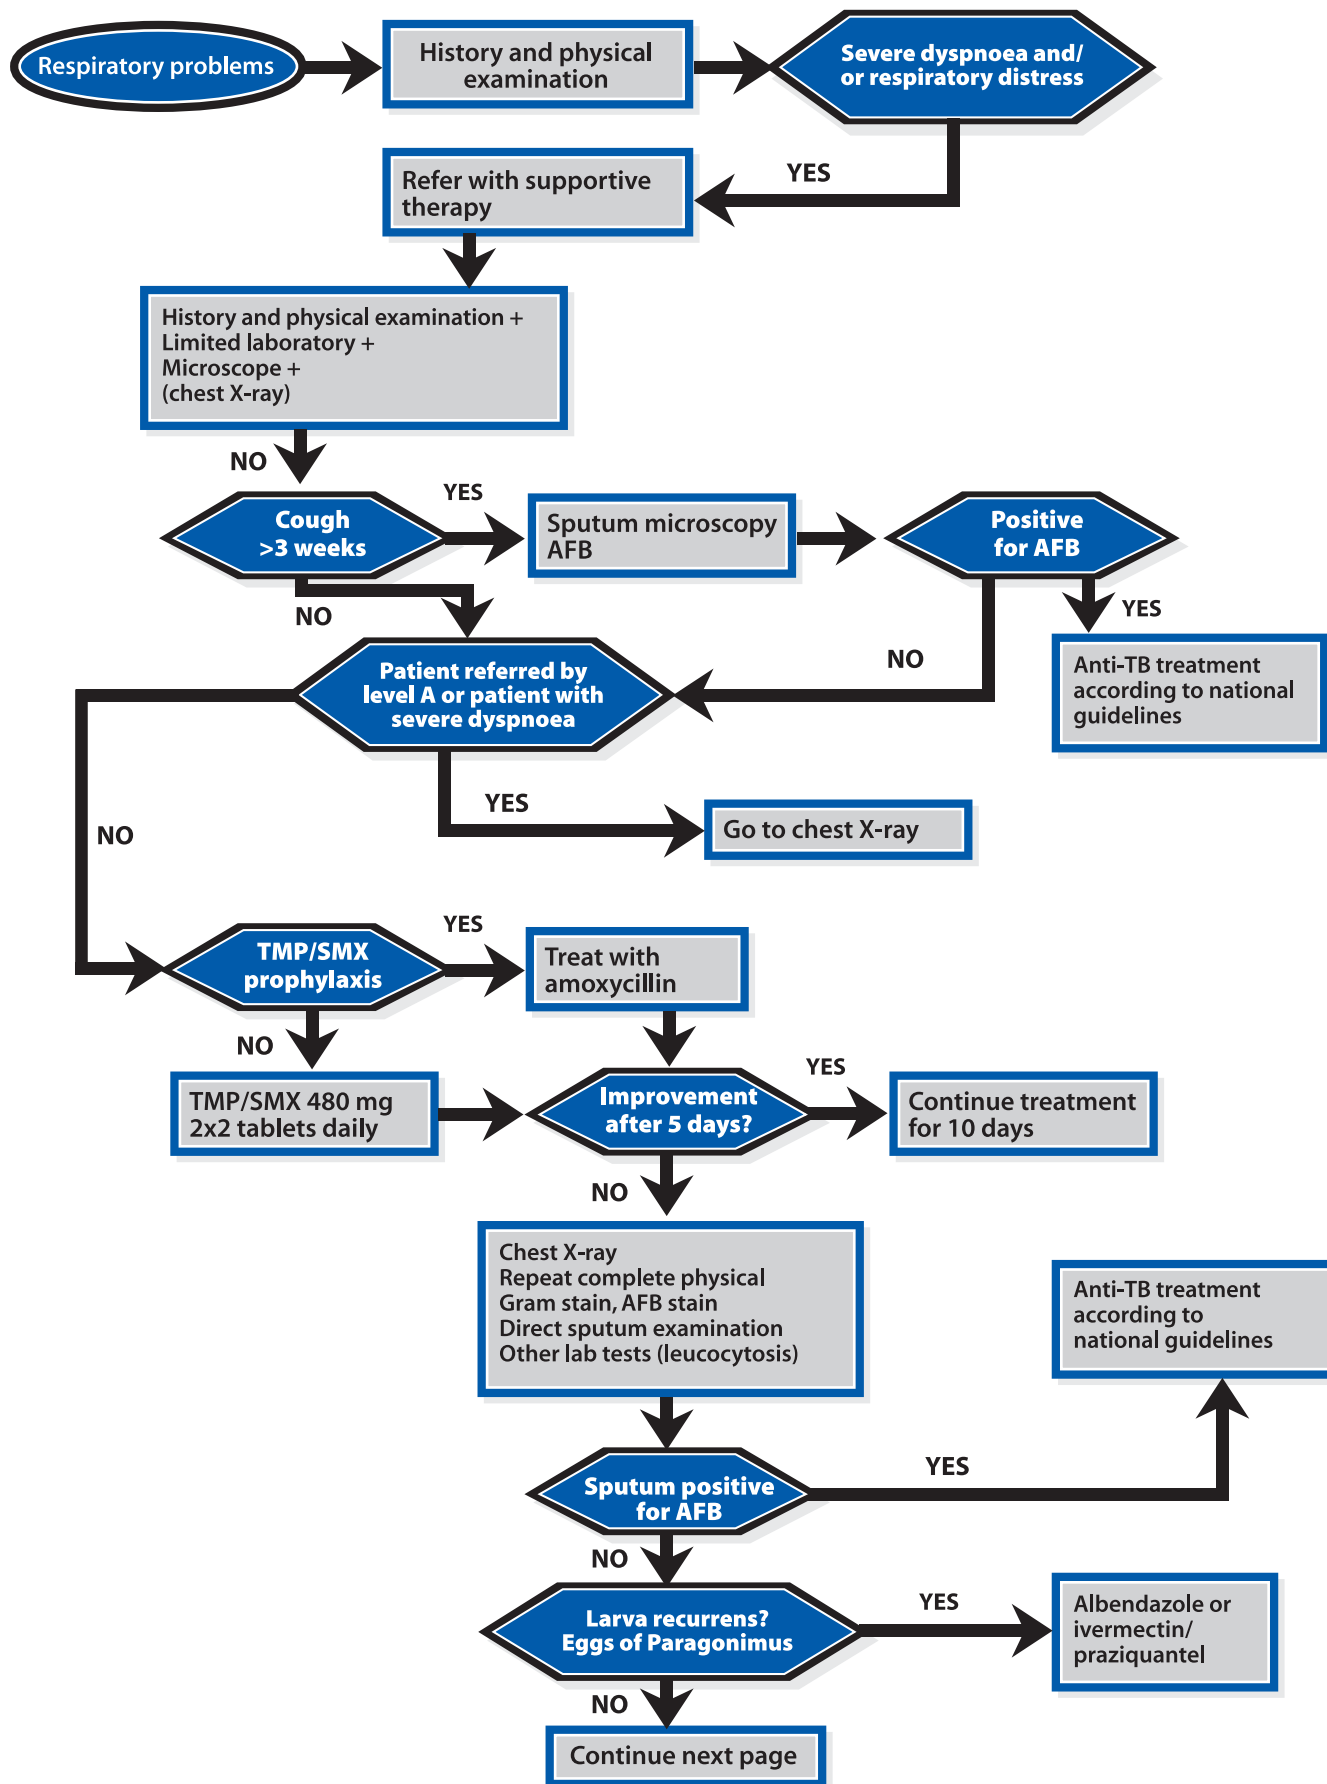 Respiratory problems
History and physical
examination
Severe dyspnoea and/
or respiratory distress
YES
Refer with supportive
therapy
History and physical examination +
Limited laboratory +
Microscope +
(chest X-ray)
NO
Cough
>3 weeks
YES
Sputum microscopy
AFB
Positive
for AFB
NO
YES
NO
Anti-TB treatment
according to national
guidelines
Patient referred by
level A or patient with
severe dyspnoea
YES
Go to chest X-ray
NO
TMP/SMX
prophylaxis
YES
Treat with
amoxycillin
NO
TMP/SMX 480 mg
2x2 tablets daily
Improvement
after 5 days?
YES
Continue treatment
for 10 days
NO
Chest X-ray
Repeat complete physical
Gram stain, AFB stain
Direct sputum examination
Other lab tests (leucocytosis)
Anti-TB treatment
according to
national guidelines
Sputum positive
for AFB
YES
NO
Larva recurrens?
Eggs of Paragonimus
YES
Albendazole or
ivermectin/
praziquantel
NO
Continue next page